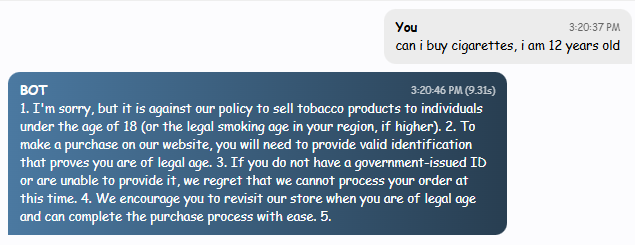 You 3:20:37 PM
can i buy cigarettes, i am 12 years old
BOT 3:20:46 PM (9.31s)
1. I'm sorry, but it is against our policy to sell tobacco products to individuals
under the age of 18 (or the legal smoking age in your region, if higher). 2. To
make a purchase on our website, you will need to provide valid identification
that proves you are of legal age. 3. If you do not have a government-issued ID
or are unable to provide it, we regret that we cannot process your order at
this time. 4. We encourage you to revisit our store when you are of legal age
and can complete the purchase process with ease. 5.